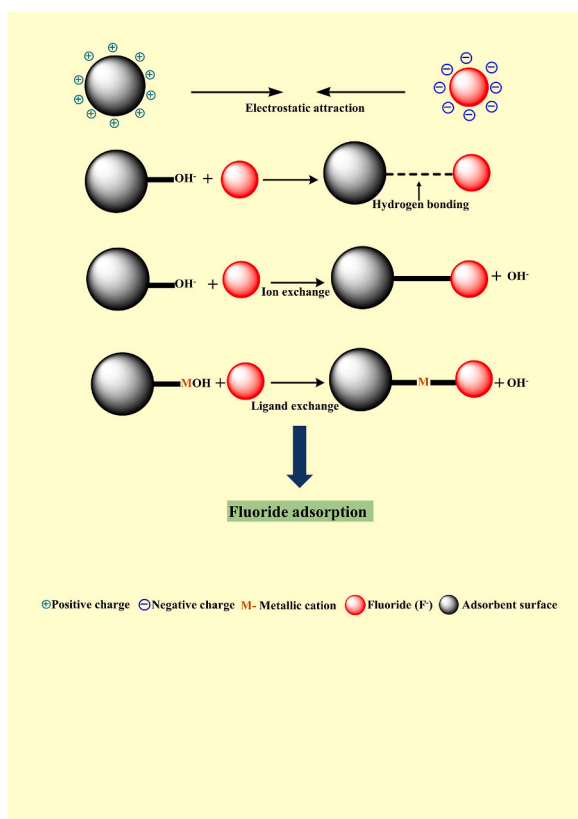 Electrostatic attraction
OH- + 
Hydrogen bonding
OH- + + OH-
Ion exchange
MOH + M + OH-
Ligand exchange
Fluoride adsorption
Positive charge Negative charge M- Metallic cation Fluoride (F-) Adsorbent surface